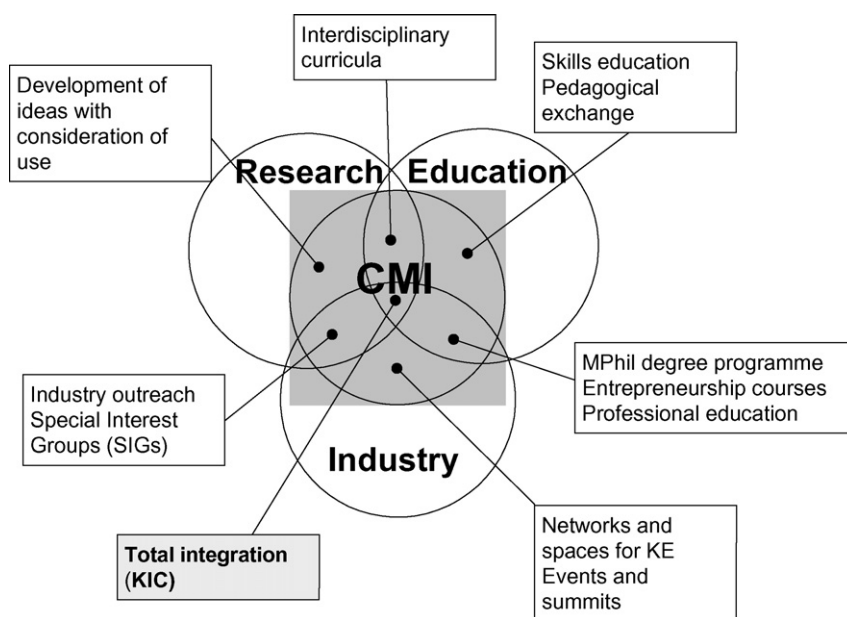 Interdisciplinary
curricula
Skills education
Pedagogical
exchange
Development of
ideas with
consideration of
use
Research
Education
CMI
MPhil degree programme
Entrepreneurship courses
Professional education
Industry outreach
Special Interest
Groups (SIGs)
Industry
Total integration
(KIC)
Networks and
spaces for KE
Events and
summits